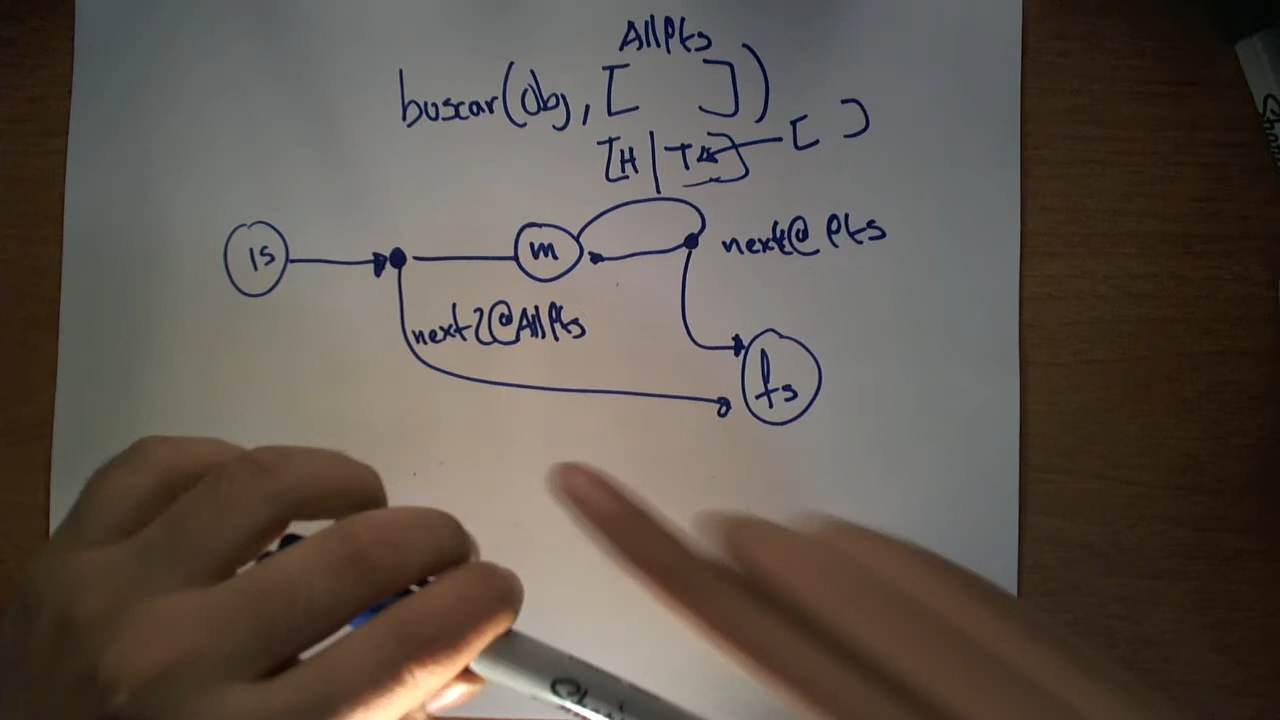 AllPts
buscar(Obj, [ ])
[H|T] [ ]
is
m
next@Pts
next2@AllPts
fs